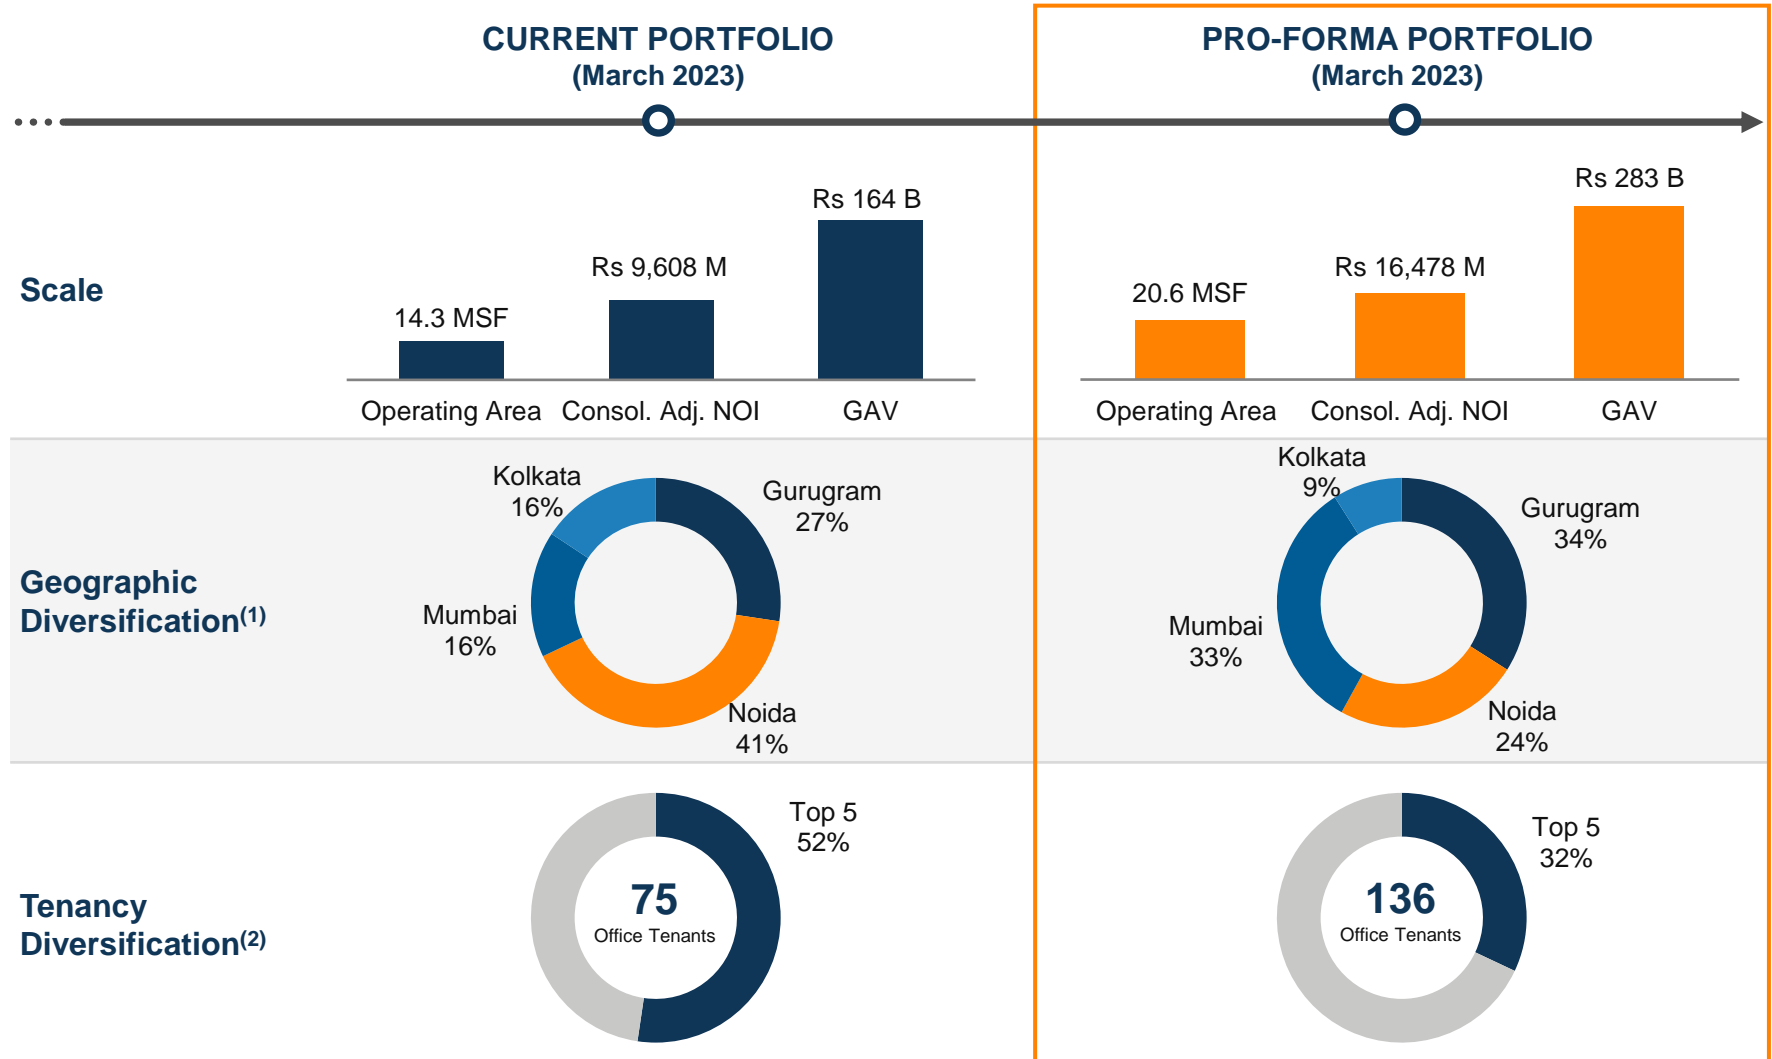 CURRENT PORTFOLIO
(March 2023)
PRO-FORMA PORTFOLIO
(March 2023)
Scale
14.3 MSF
Rs 9,608 M
Rs 164 B
Operating Area
Consol. Adj. NOI
GAV
20.6 MSF
Rs 16,478 M
Rs 283 B
Operating Area
Consol. Adj. NOI
GAV
Geographic
Diversification(1)
Kolkata
16%
Gurugram
27%
Mumbai
16%
Noida
41%
Kolkata
9%
Gurugram
34%
Mumbai
33%
Noida
24%
Tenancy
Diversification(2)
Top 5
52%
75
Office Tenants
Top 5
32%
136
Office Tenants